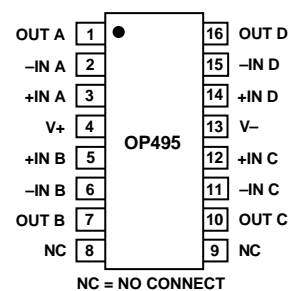 OUT A 1 16 OUT D
–IN A 2 15 –IN D
+IN A 3 14 +IN D
V+ 4 13 V–
OP495
+IN B 5 12 +IN C
–IN B 6 11 –IN C
OUT B 7 10 OUT C
NC 8 9 NC
NC = NO CONNECT